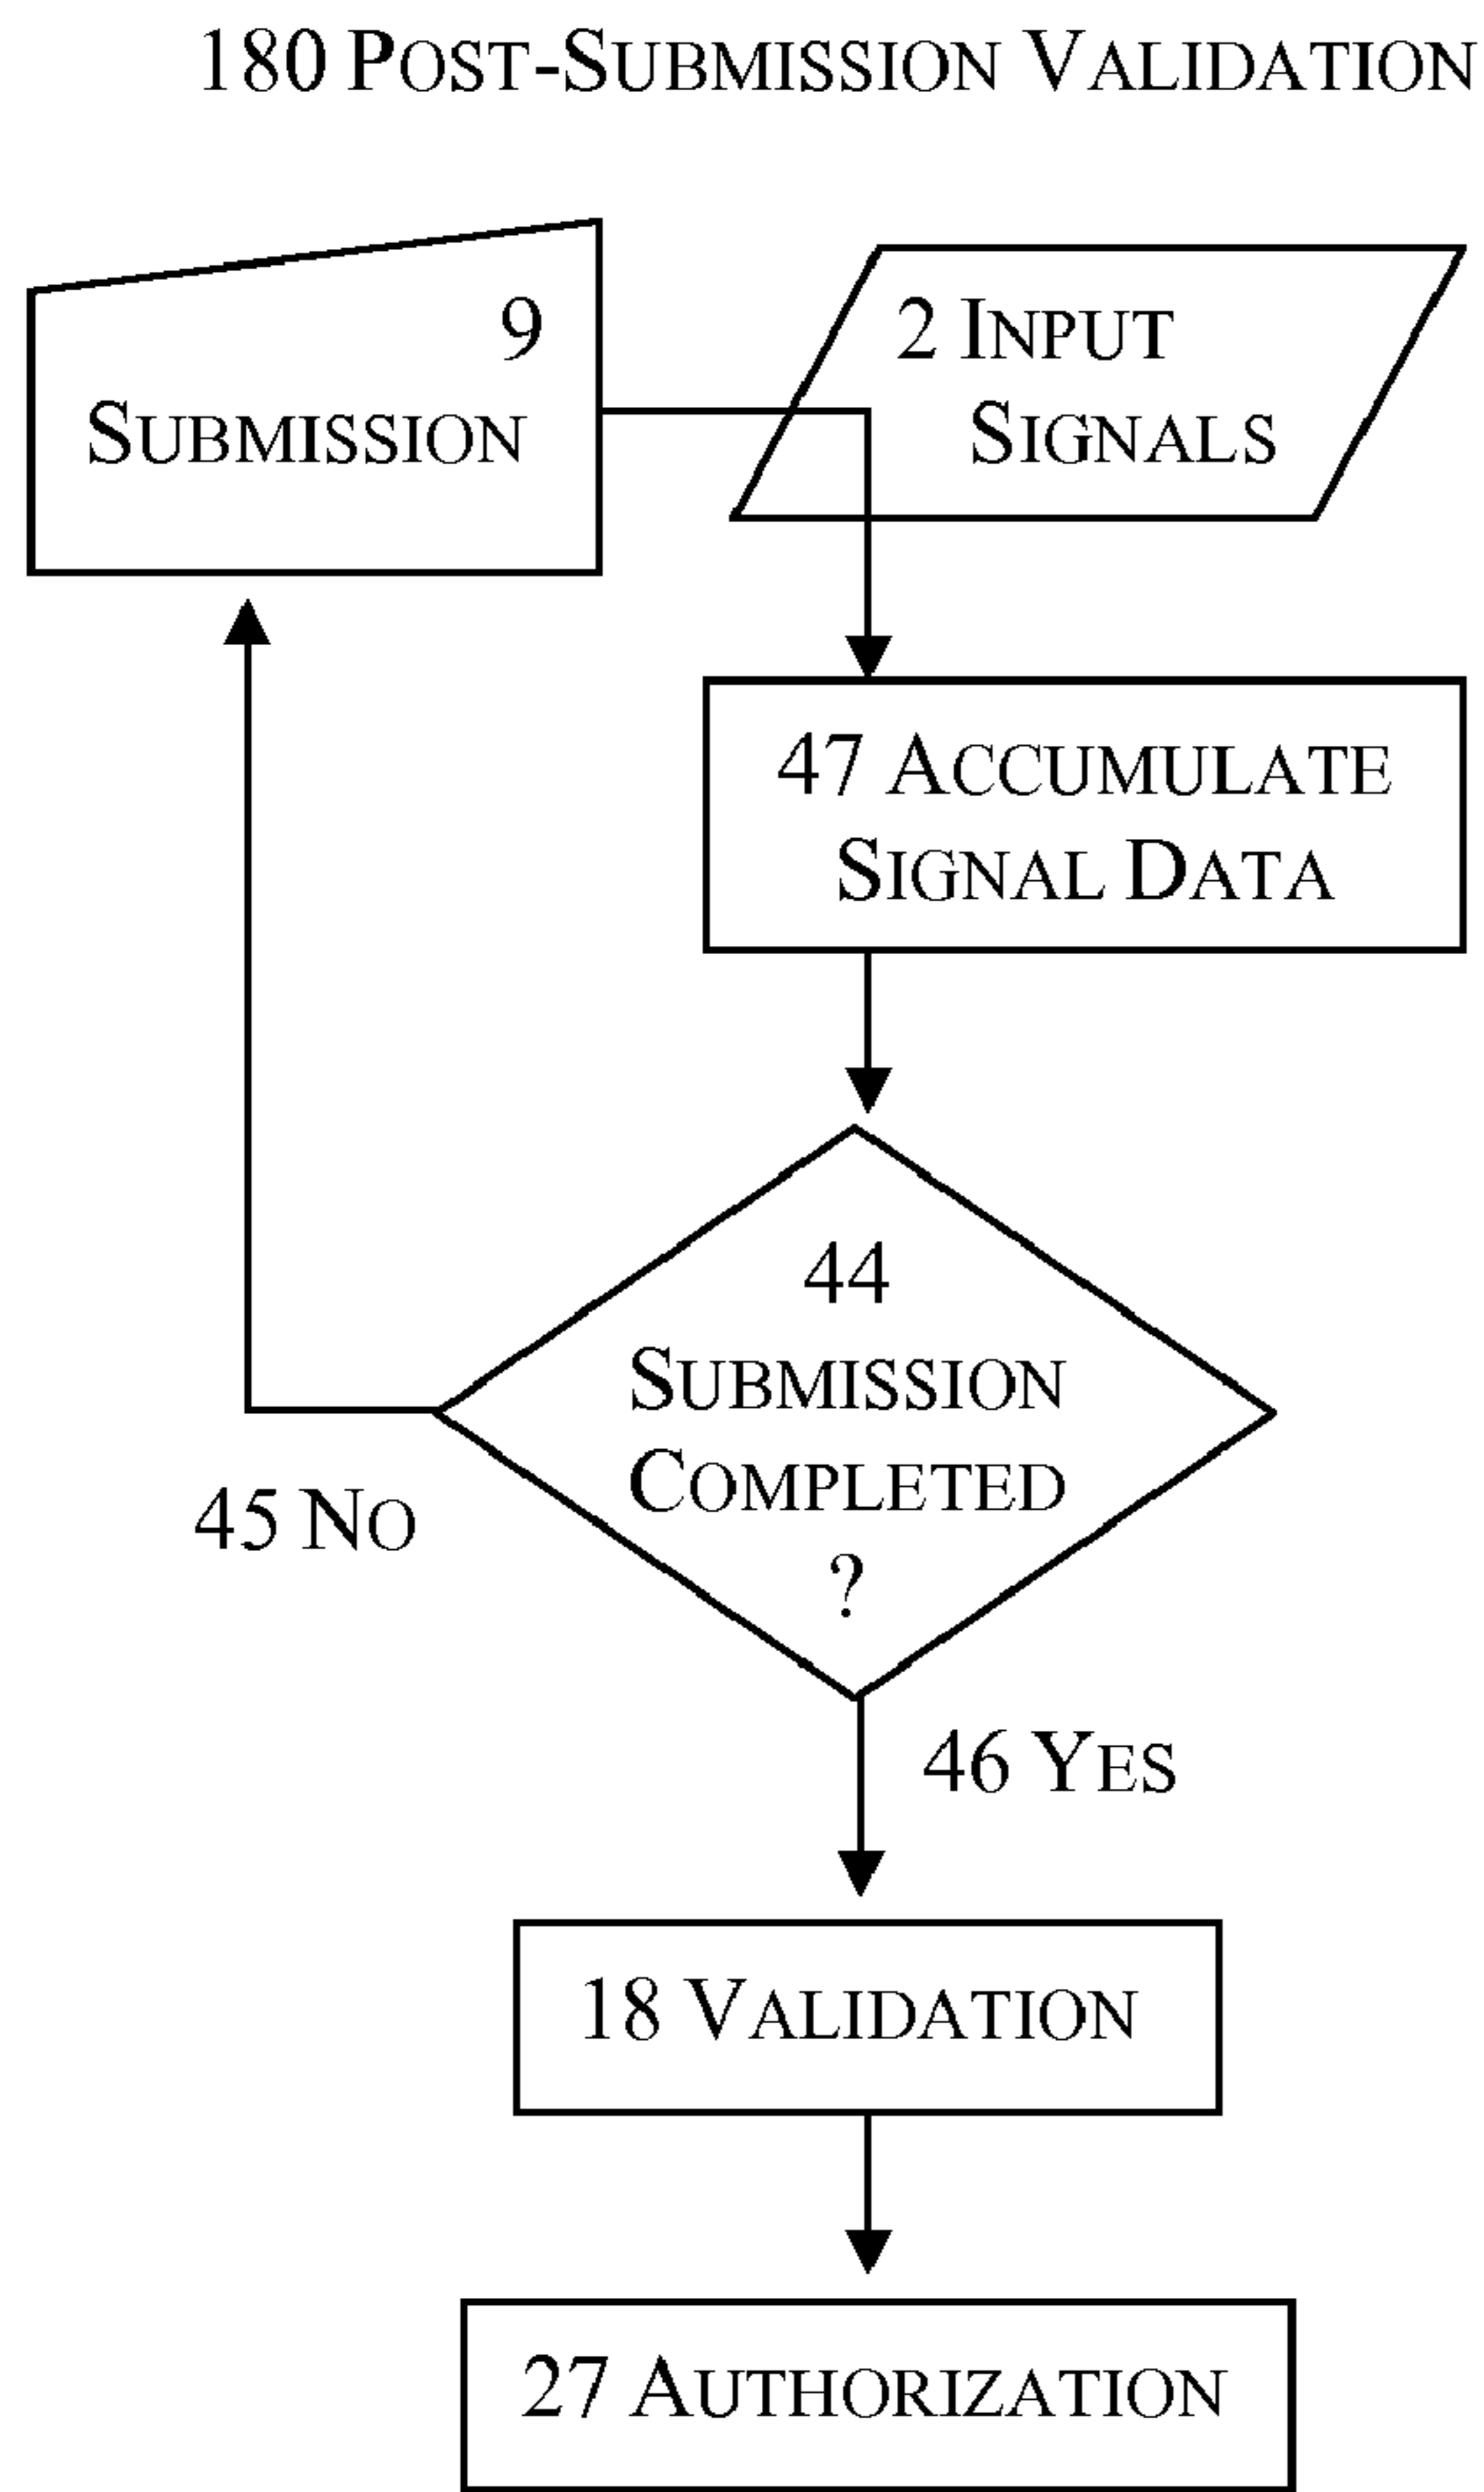 180 POST-SUBMISSION VALIDATION
9
SUBMISSION
2 INPUT
SIGNALS
47 ACCUMULATE
SIGNAL DATA
44
SUBMISSION
COMPLETED
?
45 NO
46 YES
18 VALIDATION
27 AUTHORIZATION